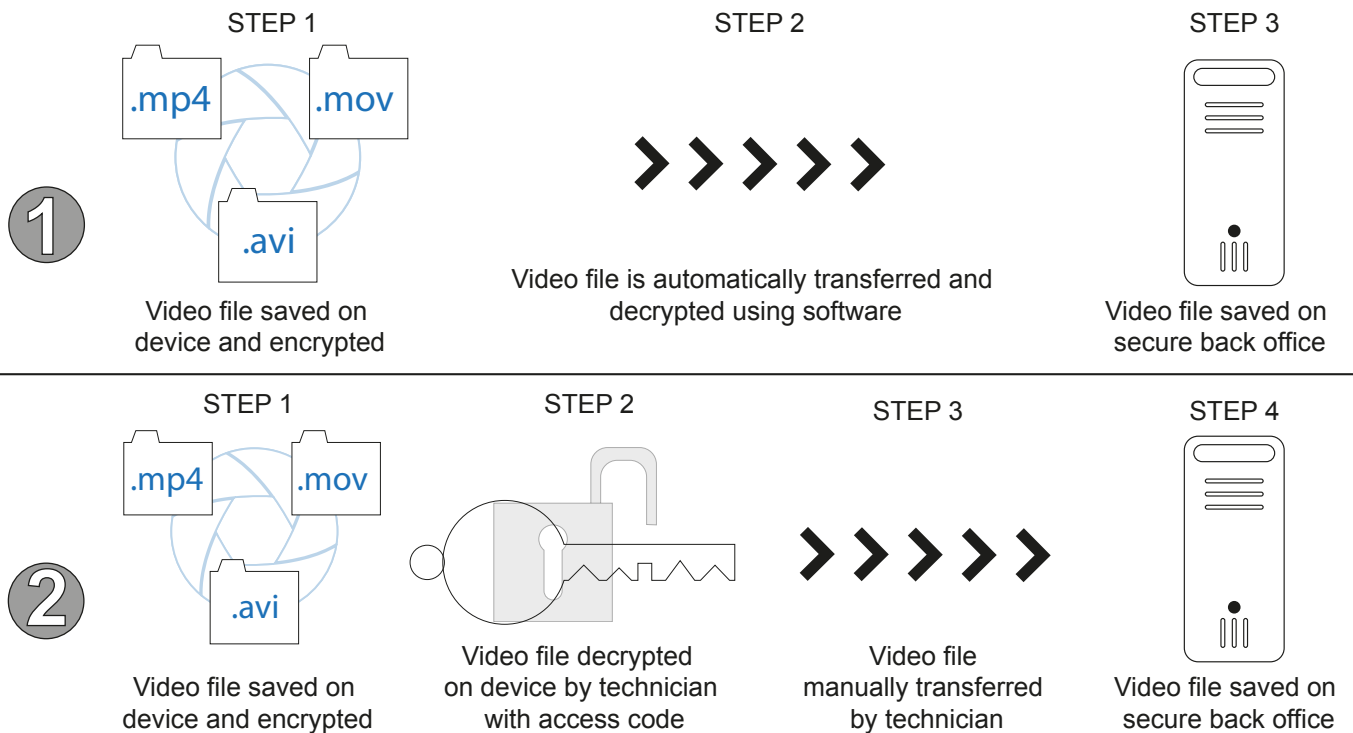 STEP 1
STEP 2
STEP 3
.mp4
.mov
.avi
1
Video file saved on
device and encrypted
Video file is automatically transferred and
decrypted using software
Video file saved on
secure back office
STEP 1
STEP 2
STEP 3
STEP 4
.mp4
.mov
.avi
2
Video file saved on
device and encrypted
Video file decrypted
on device by technician
with access code
Video file
manually transferred
by technician
Video file saved on
secure back office